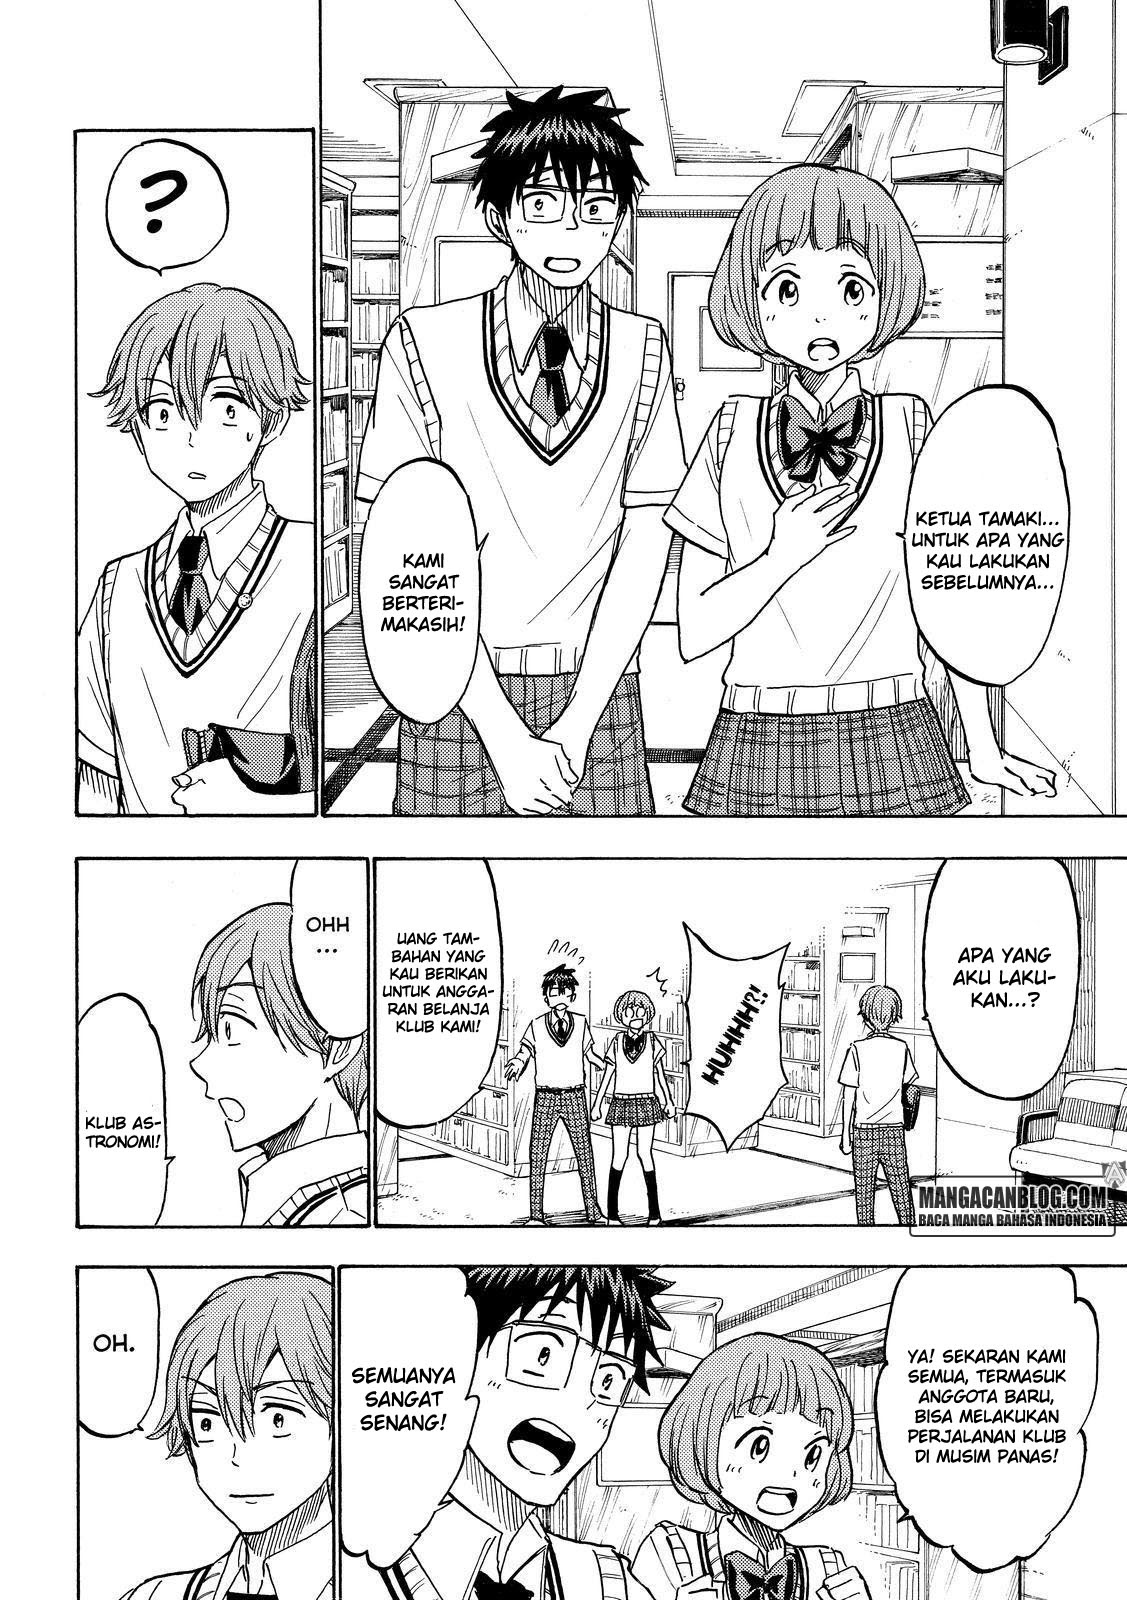 KETUA TAMAKI...
UNTUK APA YANG
KAU LAKUKAN
SEBELUMNYA...
KAMI
SANGAT
BERTERI-
MAKASIH!
?
APA YANG
AKU LAKU-
KAN...?
HUHHHH?!
UANG TAM-
BAHAN YANG
KAU BERIKAN
UNTUK ANGGA-
RAN BELANJA
KLUB KAMI!
OHH
...
KLUB AS-
TRONOMI!
MANGACANBLOG.COM
BACA MANGA BAHASA INDONESIA
YA! SEKARAN KAMI
SEMUA, TERMASUK
ANGGOTA BARU,
BISA MELAKUKAN
PERJALANAN KLUB
DI MUSIM PANAS!
SEMUANYA
SANGAT
SENANG!
OH.